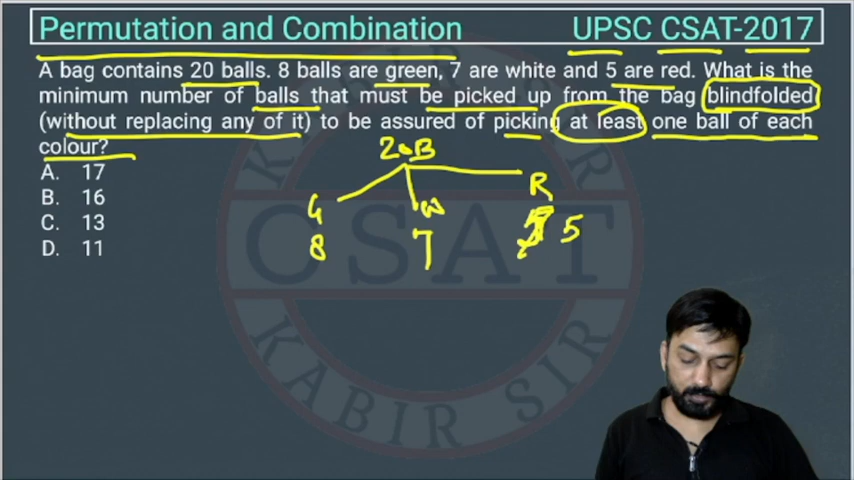 Permutation and Combination UPSC CSAT-2017
A bag contains 20 balls. 8 balls are green, 7 are white and 5 are red. What is the
minimum number of balls that must be picked up from the bag blindfolded
(without replacing any of it) to be assured of picking at least one ball of each
colour?
A. 17
B. 16
C. 13
D. 11
20B
G W R
8 7 5
CSAT
KABIR SIR